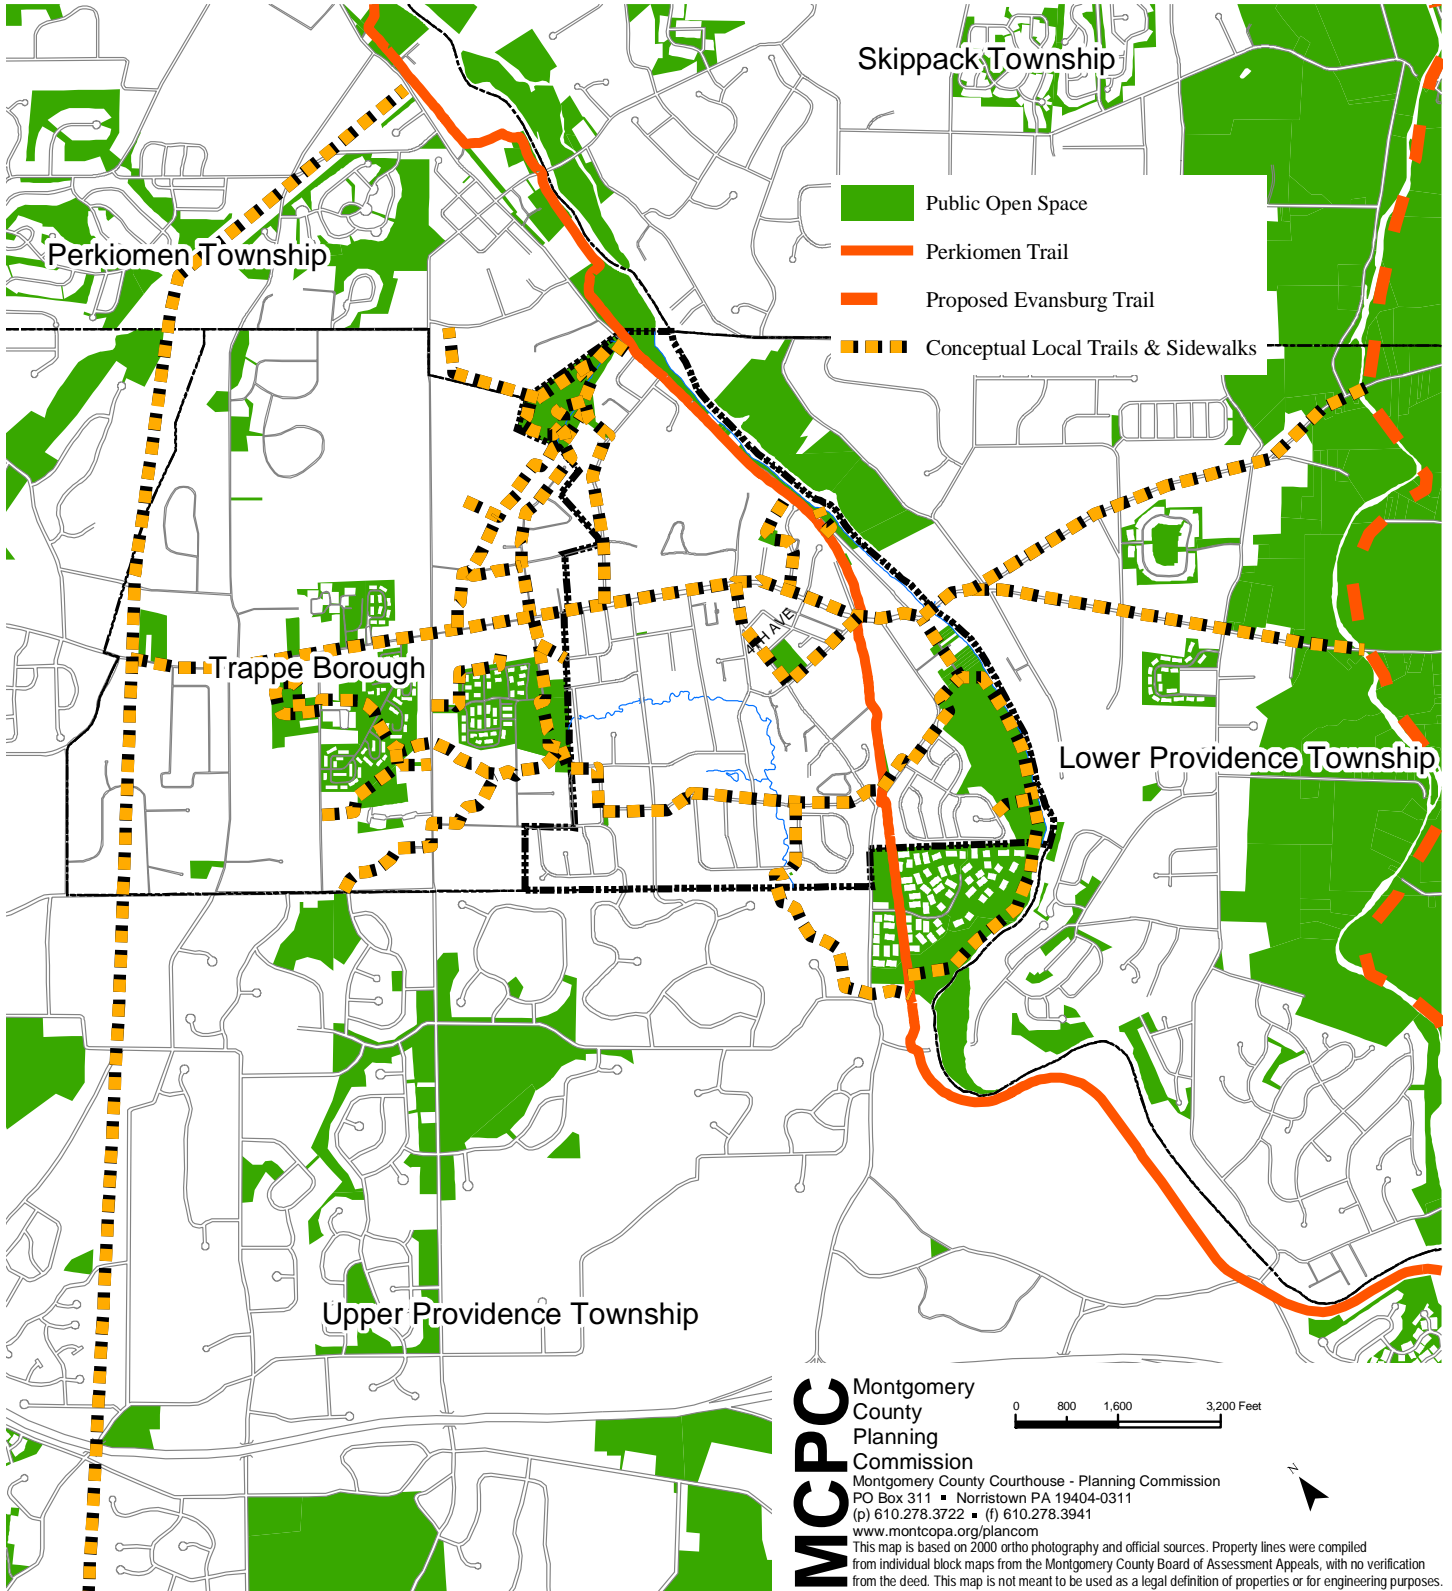 Skippack Township
Public Open Space
Perkiomen Trail
Proposed Evansburg Trail
Conceptual Local Trails & Sidewalks
Perkiomen Township
4TH AVE
Trappe Borough
Lower Providence Township
Upper Providence Township
MCPC
Montgomery
County
Planning
Commission
0 800 1,600 3,200 Feet
N
Montgomery County Courthouse - Planning Commission
PO Box 311 ▪ Norristown PA 19404-0311
(p) 610.278.3722 ▪ (f) 610.278.3941
www.montcopa.org/plancom
This map is based on 2000 ortho photography and official sources. Property lines were compiled
from individual block maps from the Montgomery County Board of Assessment Appeals, with no verification
from the deed. This map is not meant to be used as a legal definition of properties or for engineering purposes.